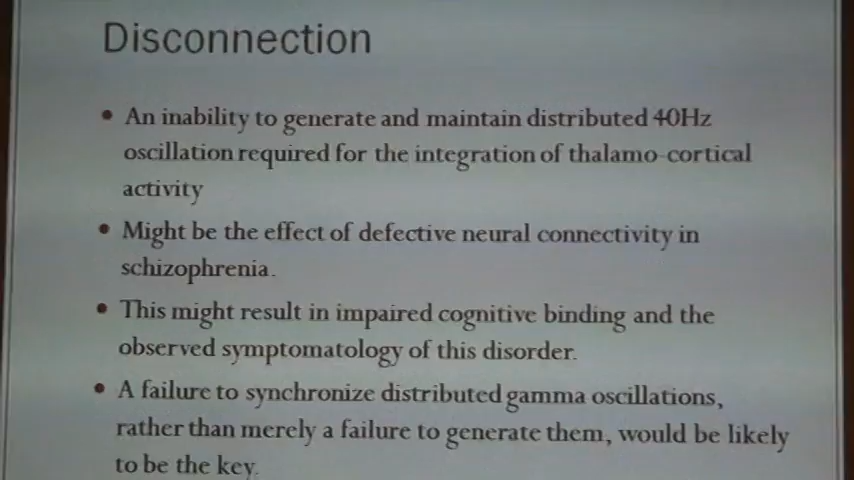 Disconnection
• An inability to generate and maintain distributed 40Hz
oscillation required for the integration of thalamo-cortical
activity
• Might be the effect of defective neural connectivity in
schizophrenia.
• This might result in impaired cognitive binding and the
observed symptomatology of this disorder.
• A failure to synchronize distributed gamma oscillations,
rather than merely a failure to generate them, would be likely
to be the key.